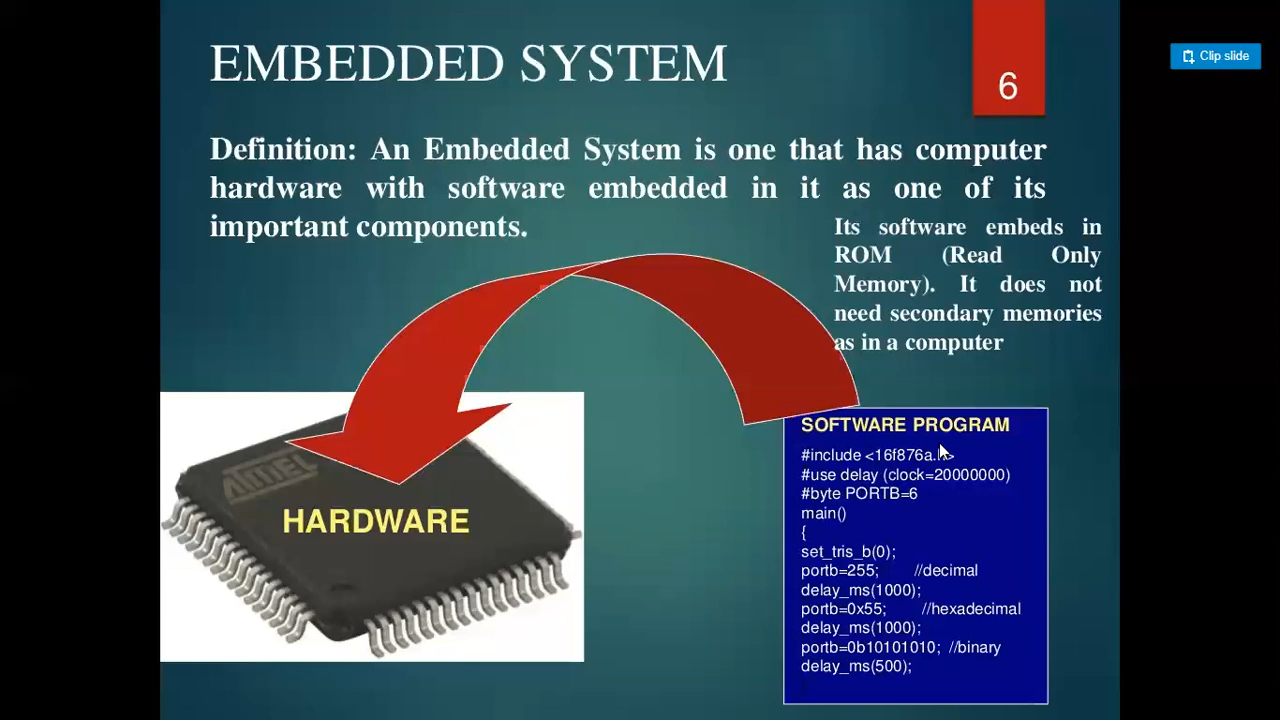 EMBEDDED SYSTEM
6
Clip slide
Definition: An Embedded System is one that has computer
hardware with software embedded in it as one of its
important components.
Its software embeds in
ROM (Read Only
Memory). It does not
need secondary memories
as in a computer
ATMEL
HARDWARE
SOFTWARE PROGRAM
#include <16f876a.h>
#use delay (clock=20000000)
#byte PORTB=6
main()
{
set_tris_b(0);
portb=255; //decimal
delay_ms(1000);
portb=0x55; //hexadecimal
delay_ms(1000);
portb=0b10101010; //binary
delay_ms(500);
}